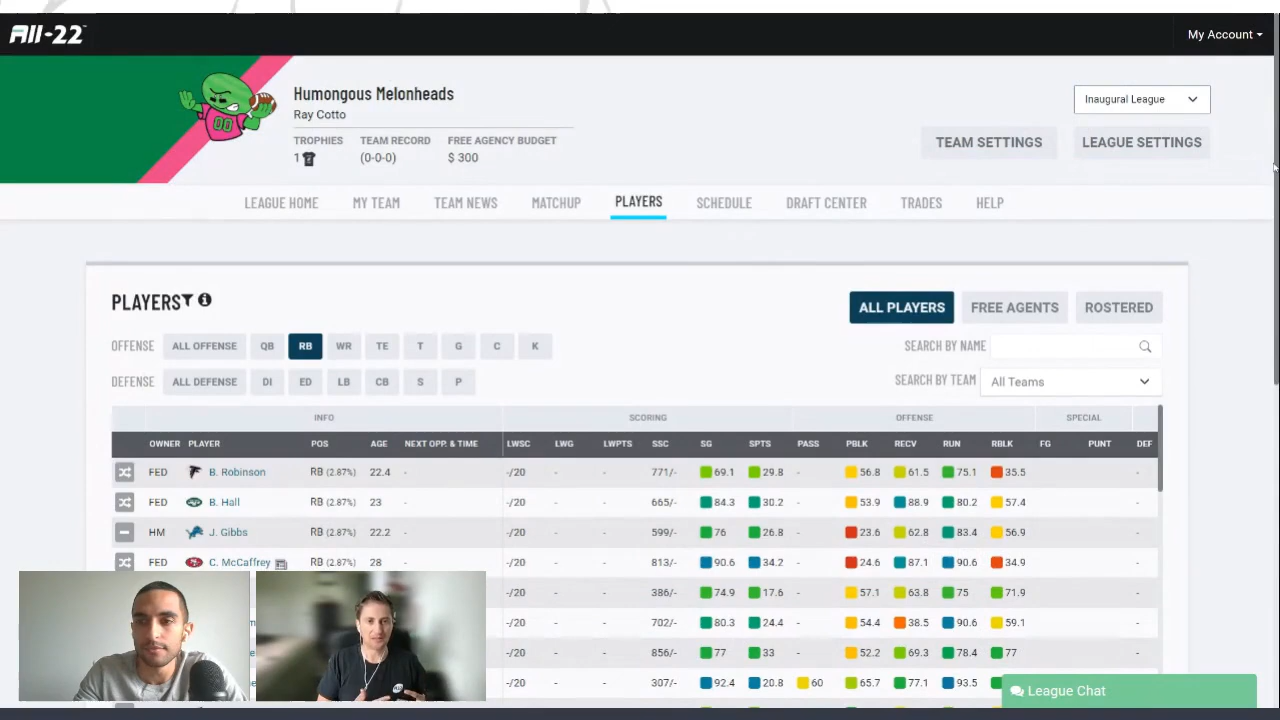 All-22
My Account
Humongous Melonheads
Ray Cotto
Inaugural League
TROPHIES TEAM RECORD FREE AGENCY BUDGET
1 (0-0-0) $ 300
TEAM SETTINGS LEAGUE SETTINGS
LEAGUE HOME MY TEAM TEAM NEWS MATCHUP PLAYERS SCHEDULE DRAFT CENTER TRADES HELP
PLAYERS
ALL PLAYERS FREE AGENTS ROSTERED
OFFENSE ALL OFFENSE QB RB WR TE T G C K
SEARCH BY NAME
DEFENSE ALL DEFENSE DI ED LB CB S P
SEARCH BY TEAM All Teams
INFO SCORING OFFENSE SPECIAL
OWNER PLAYER POS AGE NEXT OPP. & TIME LWSC LWG LWPTS SSC SG SPTS PASS PBLK RECV RUN RBLK FG PUNT DEF
FED B. Robinson RB (2.87%) 22.4 - -/20 - - 771/- 69.1 29.8 - 56.8 61.5 75.1 35.5 -
FED B. Hall RB (2.87%) 23 - -/20 - - 665/- 84.3 30.2 - 53.9 88.9 80.2 57.4 -
HM J. Gibbs RB (2.87%) 22.2 - -/20 - - 599/- 76 26.8 - 23.6 62.8 83.4 56.9 -
FED C. McCaffrey RB (2.87%) 28 - -/20 - - 813/- 90.6 34.2 - 24.6 87.1 90.6 34.9 -
-/20 - - 386/- 74.9 17.6 - 57.1 63.8 75 71.9 -
-/20 - - 702/- 80.3 24.4 - 54.4 38.5 90.6 59.1 -
-/20 - - 856/- 77 33 - 52.2 69.3 78.4 77 -
-/20 - - 307/- 92.4 20.8 60 65.7 77.1 93.5
League Chat